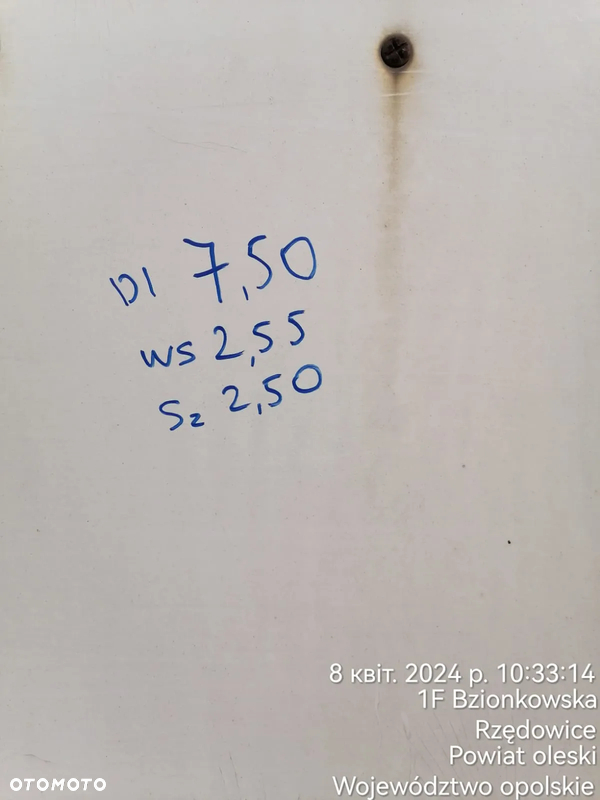 Dl 7,50
ws 2,55
Sz 2,50
8 квіт. 2024 р. 10:33:14
1F Bzionkowska
Rzędowice
Powiat oleski
Województwo opolskie
OTOMOTO